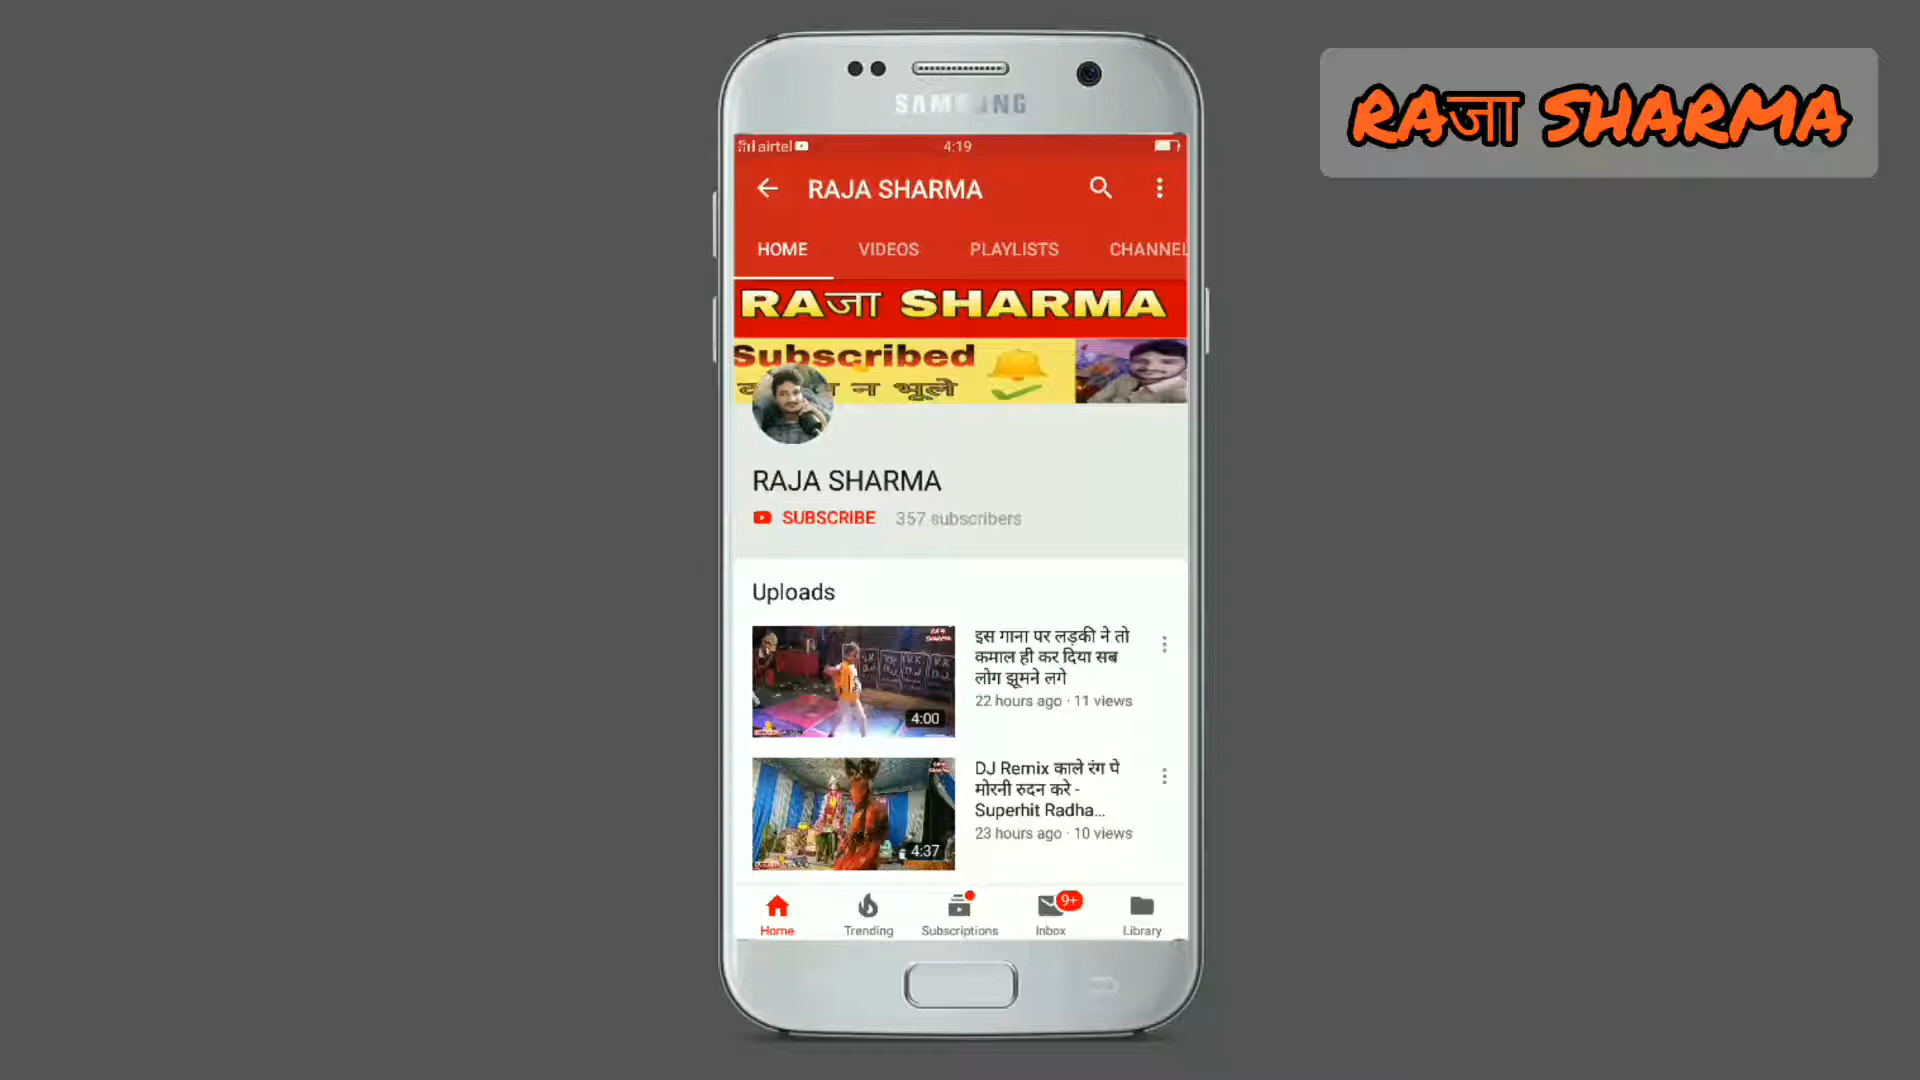 RAजा SHARMA
SAMSUNG
airtel 4:19
RAJA SHARMA
HOME VIDEOS PLAYLISTS CHANNEL
RAजा SHARMA
Subscribed
न भूले
RAJA SHARMA
SUBSCRIBE 357 subscribers
Uploads
इस गाना पर लड़की ने तो
कमाल ही कर दिया सब
लोग झूमने लगे
22 hours ago · 11 views
4:00
DJ Remix काले रंग पे
मोरनी रुदन करे -
Superhit Radha...
23 hours ago · 10 views
4:37
9+
Home Trending Subscriptions Inbox Library